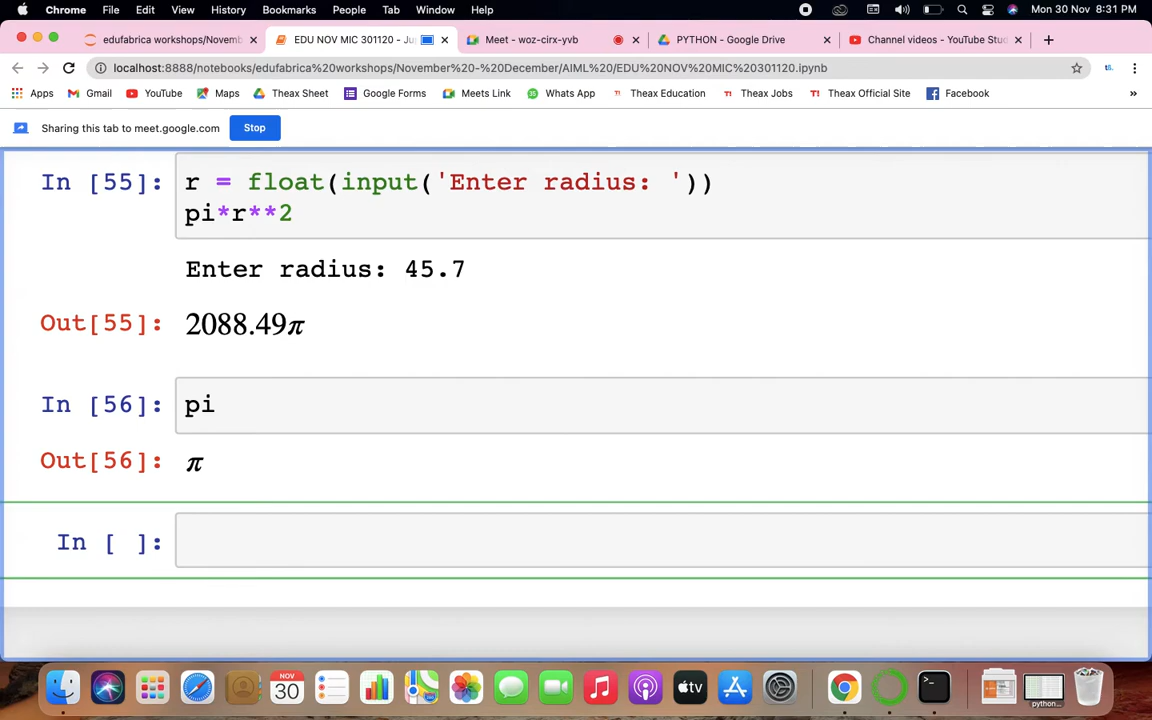 Chrome File Edit View History Bookmarks People Tab Window Help Mon 30 Nov 8:31 PM
edufabrica workshops/Novemb EDU NOV MIC 301120 - Ju Meet - woz-cirx-yvb PYTHON - Google Drive Channel videos - YouTube Stud
localhost:8888/notebooks/edufabrica%20workshops/November%20-%20December/AIML%20/EDU%20NOV%20MIC%20301120.ipynb
Apps Gmail YouTube Maps Theax Sheet Google Forms Meets Link Whats App Theax Education Theax Jobs Theax Official Site Facebook »
Sharing this tab to meet.google.com Stop
In [55]: r = float(input('Enter radius: '))
pi*r**2
Enter radius: 45.7
Out[55]: 2088.49π
In [56]: pi
Out[56]: π
In [ ]:
NOV
30
tv
python...